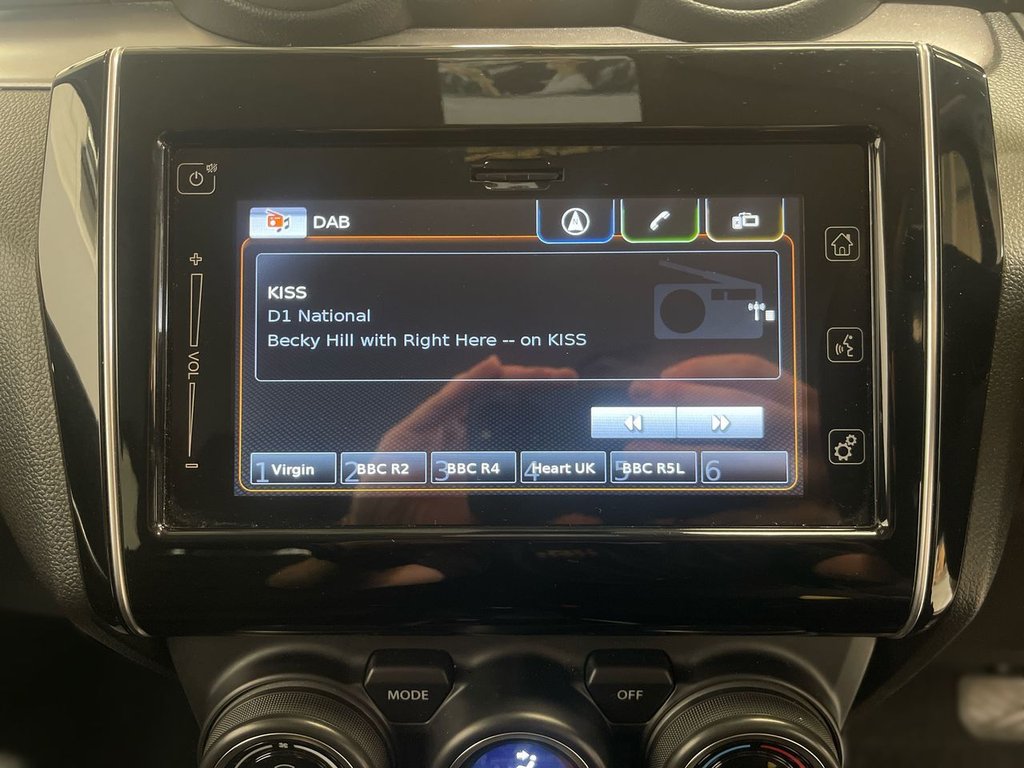 DAB
+
VOL
KISS
D1 National
Becky Hill with Right Here -- on KISS
1 Virgin
2 BBC R2
3 BBC R4
4 Heart UK
5 BBC R5L
6
MODE
OFF